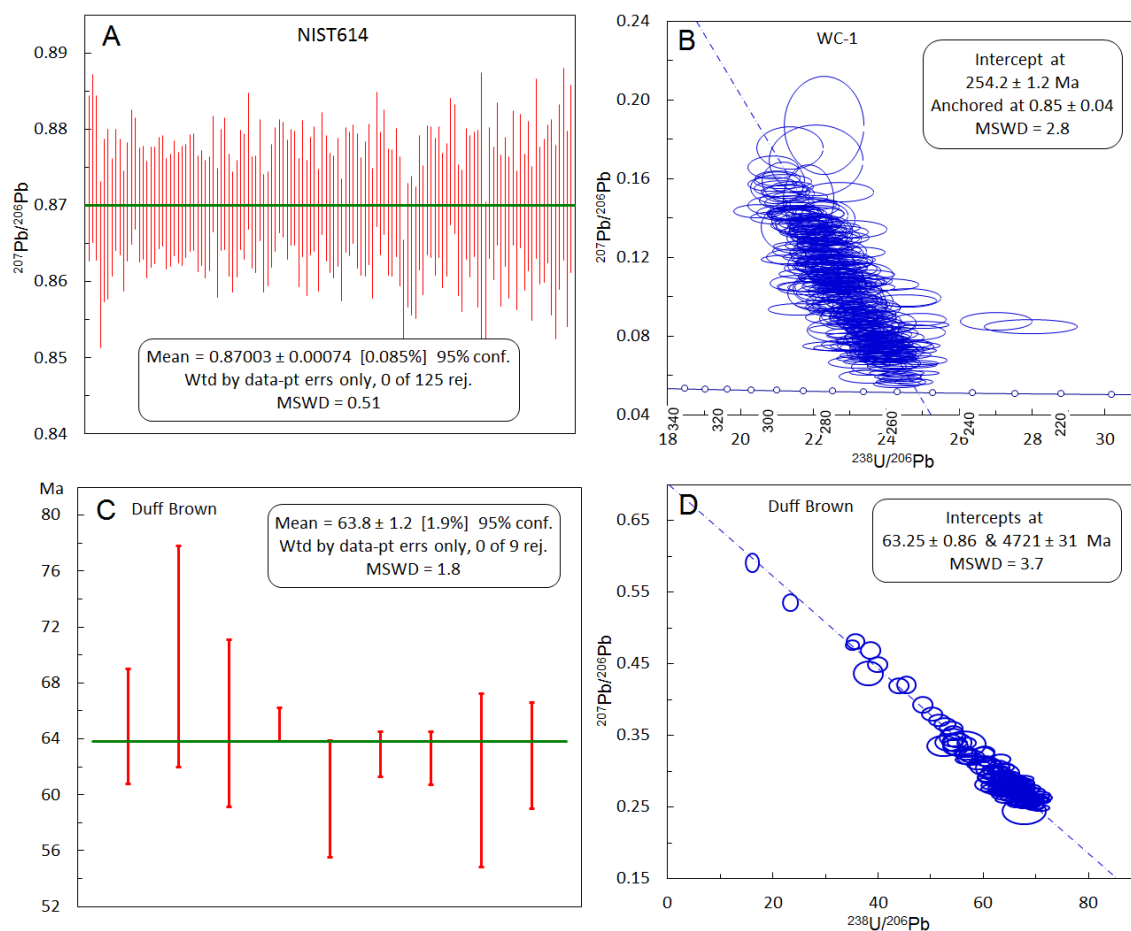 A
NIST614
0.89
0.88
0.87
0.86
0.85
0.84
²⁰⁷Pb/²⁰⁶Pb
Mean = 0.87003 ± 0.00074 [0.085%] 95% conf.
Wtd by data-pt errs only, 0 of 125 rej.
MSWD = 0.51
B
WC-1
0.24
0.20
0.16
0.12
0.08
0.04
²⁰⁷Pb/²⁰⁶Pb
Intercept at
254.2 ± 1.2 Ma
Anchored at 0.85 ± 0.04
MSWD = 2.8
340 320 300 280 260 240 220
18 20 22 24 26 28 30
²³⁸U/²⁰⁶Pb
C
Duff Brown
Ma
80
76
72
68
64
60
56
52
Mean = 63.8 ± 1.2 [1.9%] 95% conf.
Wtd by data-pt errs only, 0 of 9 rej.
MSWD = 1.8
D
Duff Brown
0.65
0.55
0.45
0.35
0.25
0.15
²⁰⁷Pb/²⁰⁶Pb
Intercepts at
63.25 ± 0.86 & 4721 ± 31 Ma
MSWD = 3.7
0 20 40 60 80
²³⁸U/²⁰⁶Pb